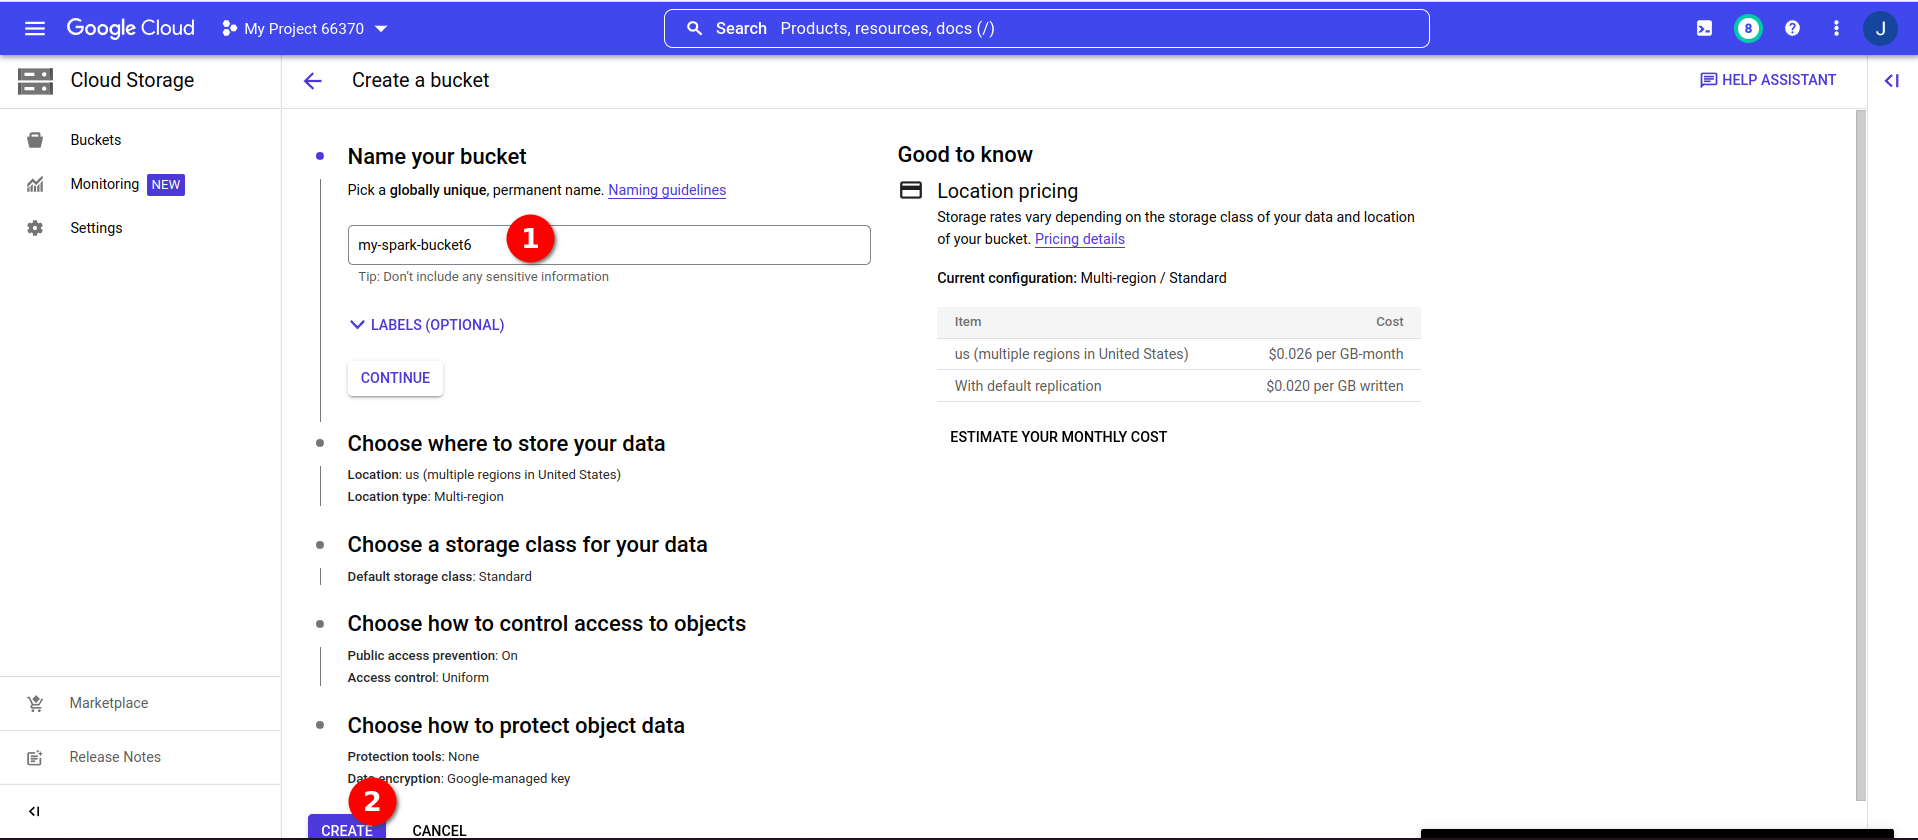 Google Cloud
My Project 66370
Search Products, resources, docs (/)
8
J
Cloud Storage
Create a bucket
HELP ASSISTANT
Buckets
Monitoring NEW
Settings
Marketplace
Release Notes
Name your bucket
Pick a globally unique, permanent name. Naming guidelines
my-spark-bucket6
1
Tip: Don't include any sensitive information
LABELS (OPTIONAL)
CONTINUE
Choose where to store your data
Location: us (multiple regions in United States)
Location type: Multi-region
Choose a storage class for your data
Default storage class: Standard
Choose how to control access to objects
Public access prevention: On
Access control: Uniform
Choose how to protect object data
Protection tools: None
Data encryption: Google-managed key
2
CREATE
CANCEL
Good to know
Location pricing
Storage rates vary depending on the storage class of your data and location
of your bucket. Pricing details
Current configuration: Multi-region / Standard
Item Cost
us (multiple regions in United States) $0.026 per GB-month
With default replication $0.020 per GB written
ESTIMATE YOUR MONTHLY COST